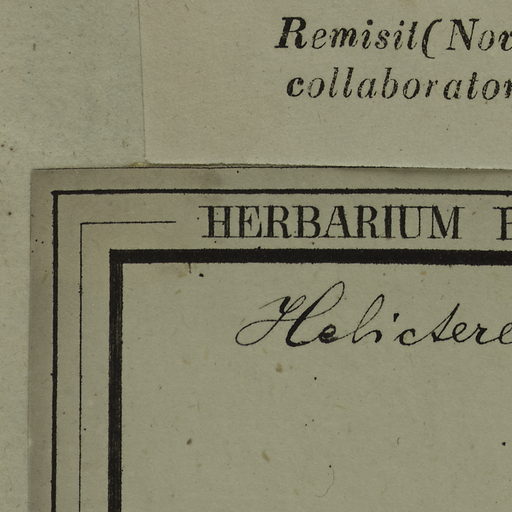 Remisit (Nov
collaborator
HERBARIUM
Helictere